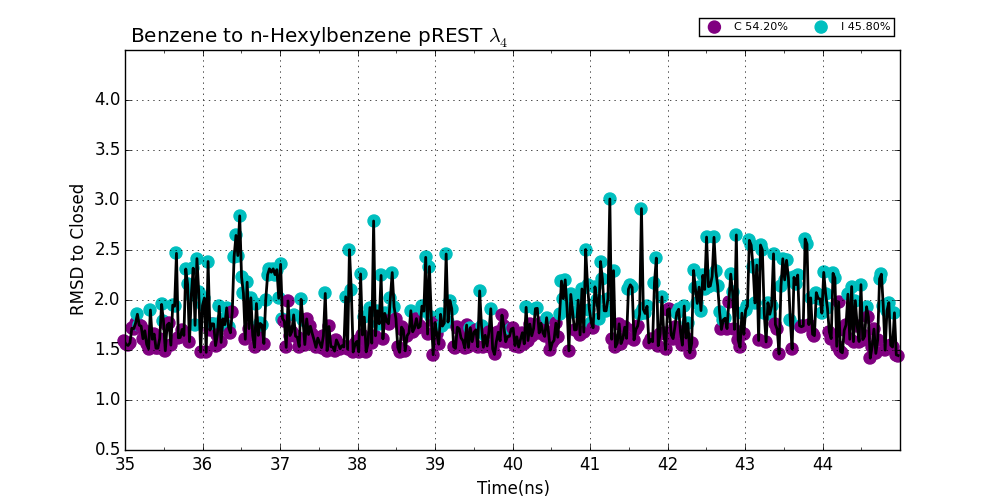 Benzene to n-Hexylbenzene pREST λ4
C 54.20% I 45.80%
4.0
3.5
3.0
2.5
2.0
1.5
1.0
0.5
RMSD to Closed
35 36 37 38 39 40 41 42 43 44
Time(ns)